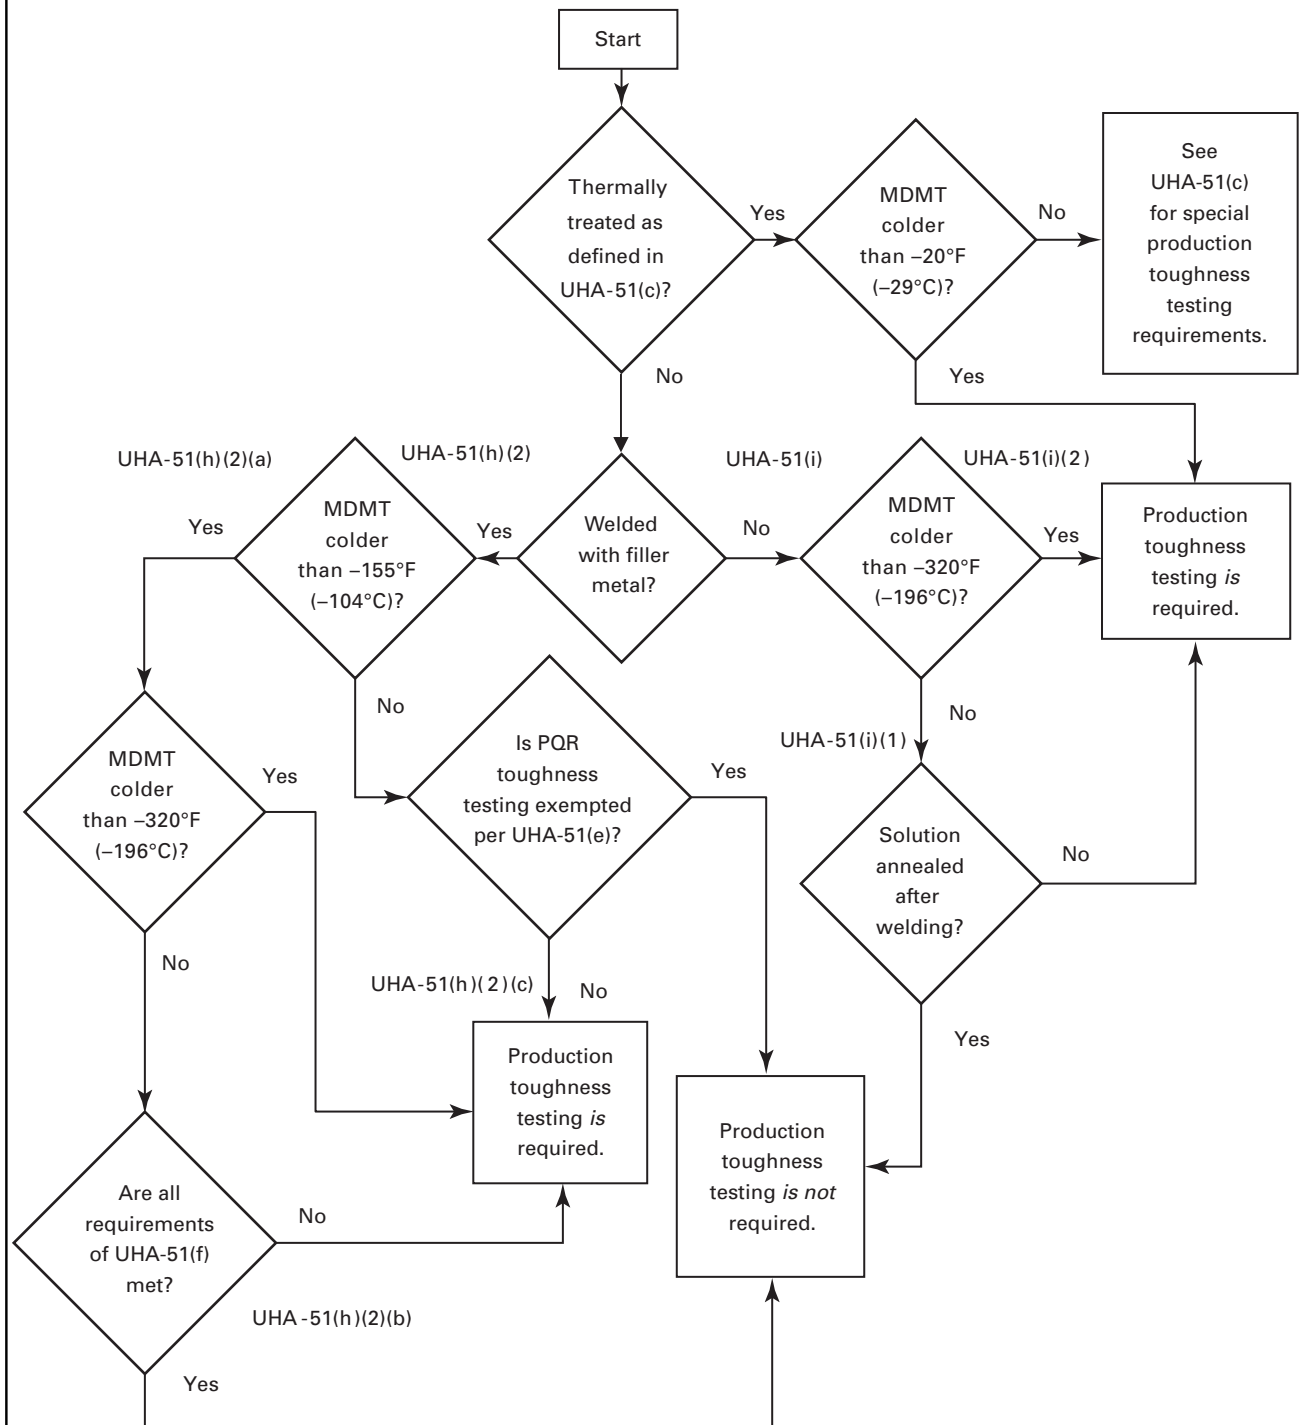 Start
Thermally
treated as
defined in
UHA-51(c)?
Yes
No
MDMT
colder
than –20°F
(–29°C)?
No
Yes
See
UHA-51(c)
for special
production
toughness
testing
requirements.
UHA-51(h)(2)(a)
UHA-51(h)(2)
UHA-51(i)
UHA-51(i)(2)
Yes
MDMT
colder
than –155°F
(–104°C)?
No
Yes
Welded
with filler
metal?
No
MDMT
colder
than –320°F
(–196°C)?
Yes
No
Production
toughness
testing is
required.
UHA-51(i)(1)
MDMT
colder
than –320°F
(–196°C)?
Yes
No
Is PQR
toughness
testing exempted
per UHA-51(e)?
Yes
UHA-51(h)(2)(c)
No
Solution
annealed
after
welding?
No
Yes
Production
toughness
testing is
required.
Production
toughness
testing is not
required.
Are all
requirements
of UHA-51(f)
met?
No
UHA-51(h)(2)(b)
Yes